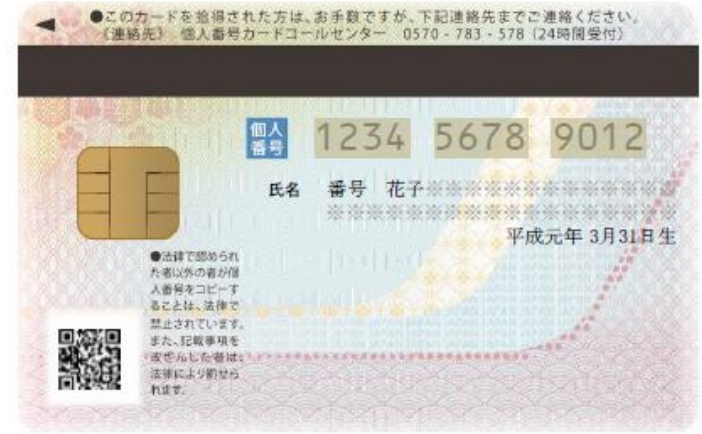 ●このカードを拾得された方は、お手数ですが、下記連絡先までご連絡ください。
《連絡先》 個人番号カードコールセンター 0570-783-578（24時間受付）
個人番号 1234 5678 9012
氏名 番号 花子※※※※※※※※※※※※※
※※※※※※※※※※※※※※※※※※
平成元年 3月31日生
●法律で認められ
た者以外の者が個
人番号をコピーす
ることは、法律で
禁止されています。
また、記載事項を
改ざんした者は、
法律により罰せら
れます。